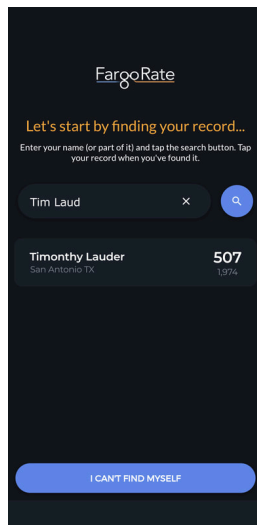 FargoRate
Let's start by finding your record...
Enter your name (or part of it) and tap the search button. Tap
your record when you've found it.
Tim Laud ×
Timonthy Lauder 507
San Antonio TX 1,974
I CAN'T FIND MYSELF